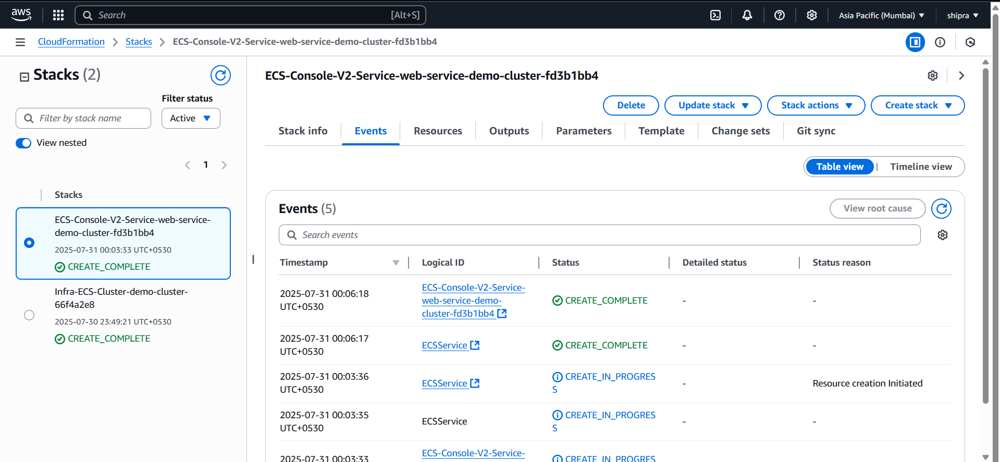 aws
Search [Alt+S]
Asia Pacific (Mumbai)
shipra
CloudFormation
Stacks
ECS-Console-V2-Service-web-service-demo-cluster-fd3b1bb4
Stacks (2)
Filter status
Filter by stack name
Active
View nested
1
Stacks
ECS-Console-V2-Service-web-service-
demo-cluster-fd3b1bb4
2025-07-31 00:03:33 UTC+0530
CREATE_COMPLETE
Infra-ECS-Cluster-demo-cluster-
66f4a2e8
2025-07-30 23:49:21 UTC+0530
CREATE_COMPLETE
ECS-Console-V2-Service-web-service-demo-cluster-fd3b1bb4
Delete
Update stack
Stack actions
Create stack
Stack info
Events
Resources
Outputs
Parameters
Template
Change sets
Git sync
Table view
Timeline view
Events (5)
View root cause
Search events
Timestamp
Logical ID
Status
Detailed status
Status reason
2025-07-31 00:06:18
UTC+0530
ECS-Console-V2-Service-
web-service-demo-
cluster-fd3b1bb4
CREATE_COMPLETE
-
-
2025-07-31 00:06:17
UTC+0530
ECSService
CREATE_COMPLETE
-
-
2025-07-31 00:03:36
UTC+0530
ECSService
CREATE_IN_PROGRES
S
-
Resource creation Initiated
2025-07-31 00:03:35
UTC+0530
ECSService
CREATE_IN_PROGRES
S
-
-
2025-07-31 00:03:33
ECS-Console-V2-Service-
CREATE_IN_PROGRES